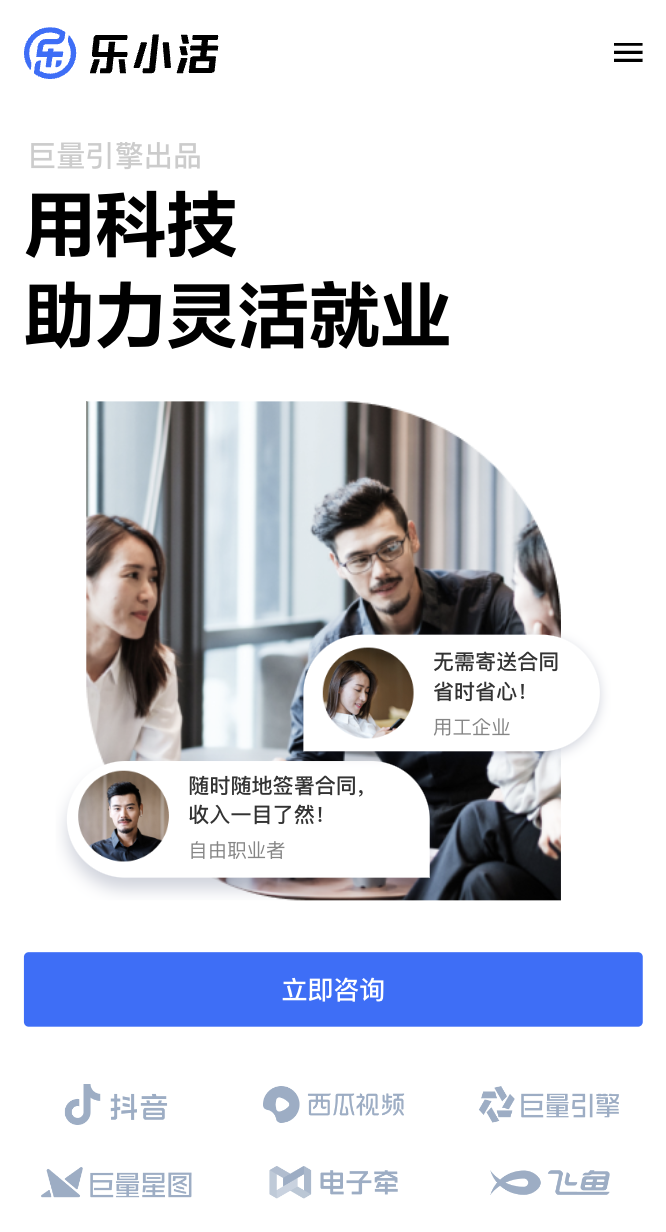 乐小活
巨量引擎出品
用科技
助力灵活就业
无需寄送合同
省时省心！
用工企业
随时随地签署合同，
收入一目了然！
自由职业者
立即咨询
抖音
西瓜视频
巨量引擎
巨量星图
电子牵
飞鱼